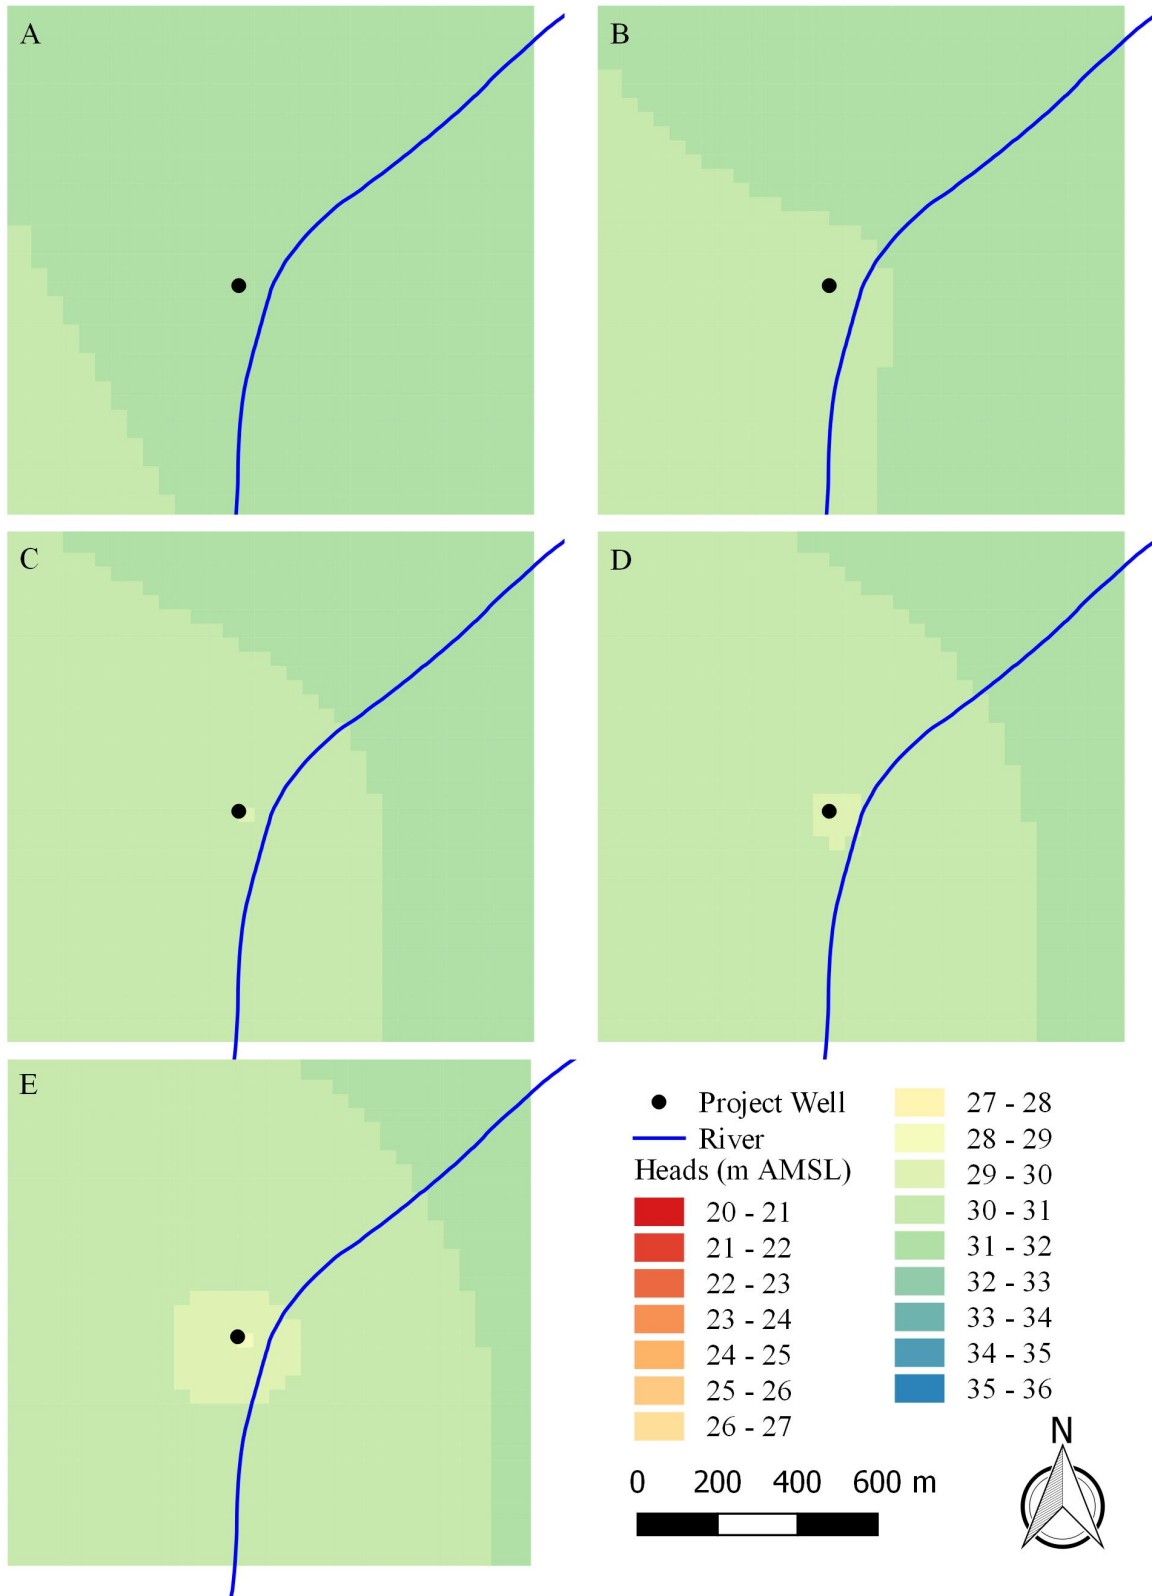 A
B
C
D
E
Project Well
River
Heads (m AMSL)
20 - 21
21 - 22
22 - 23
23 - 24
24 - 25
25 - 26
26 - 27
27 - 28
28 - 29
29 - 30
30 - 31
31 - 32
32 - 33
33 - 34
34 - 35
35 - 36
0 200 400 600 m
N